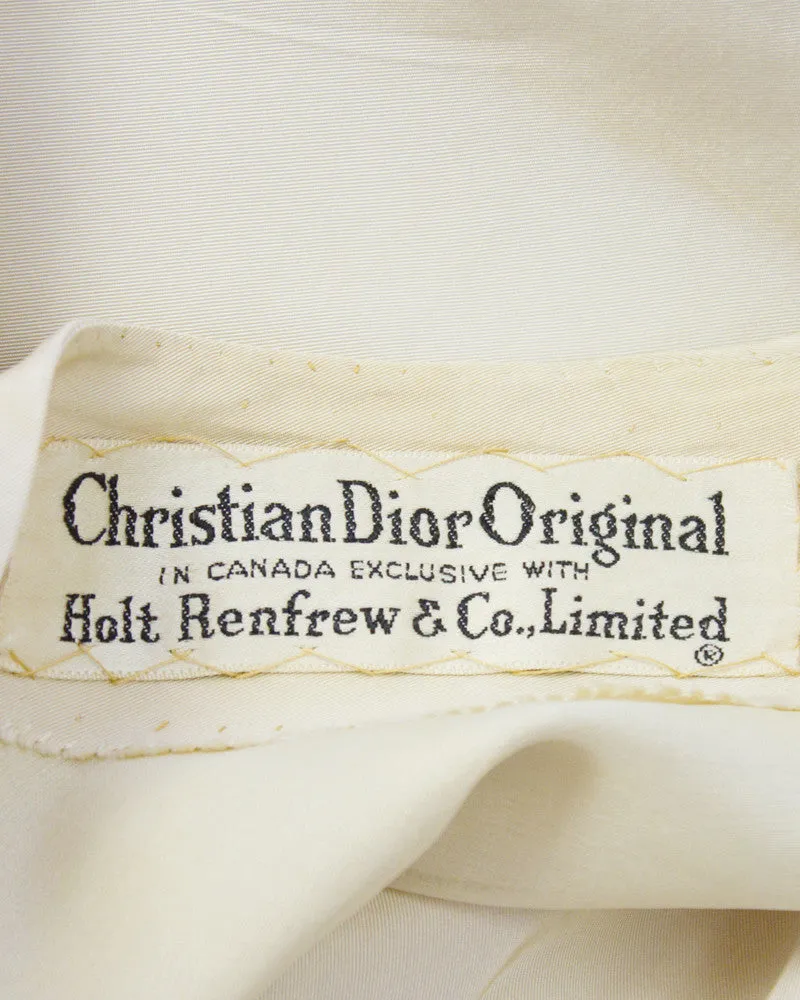 Christian Dior Original
IN CANADA EXCLUSIVE WITH
Holt Renfrew & Co., Limited
®